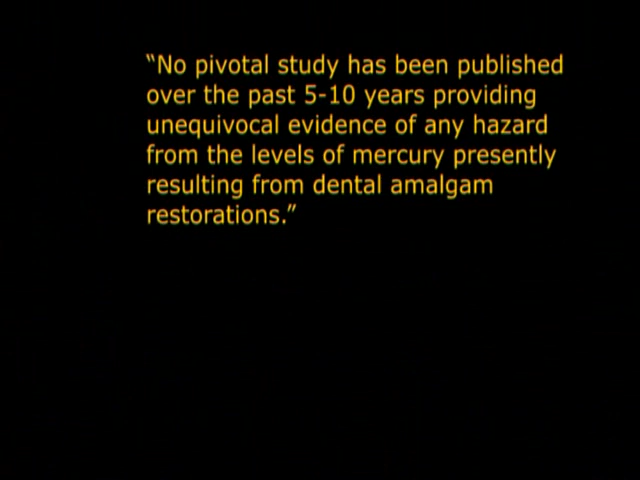 “No pivotal study has been published
over the past 5-10 years providing
unequivocal evidence of any hazard
from the levels of mercury presently
resulting from dental amalgam
restorations.”